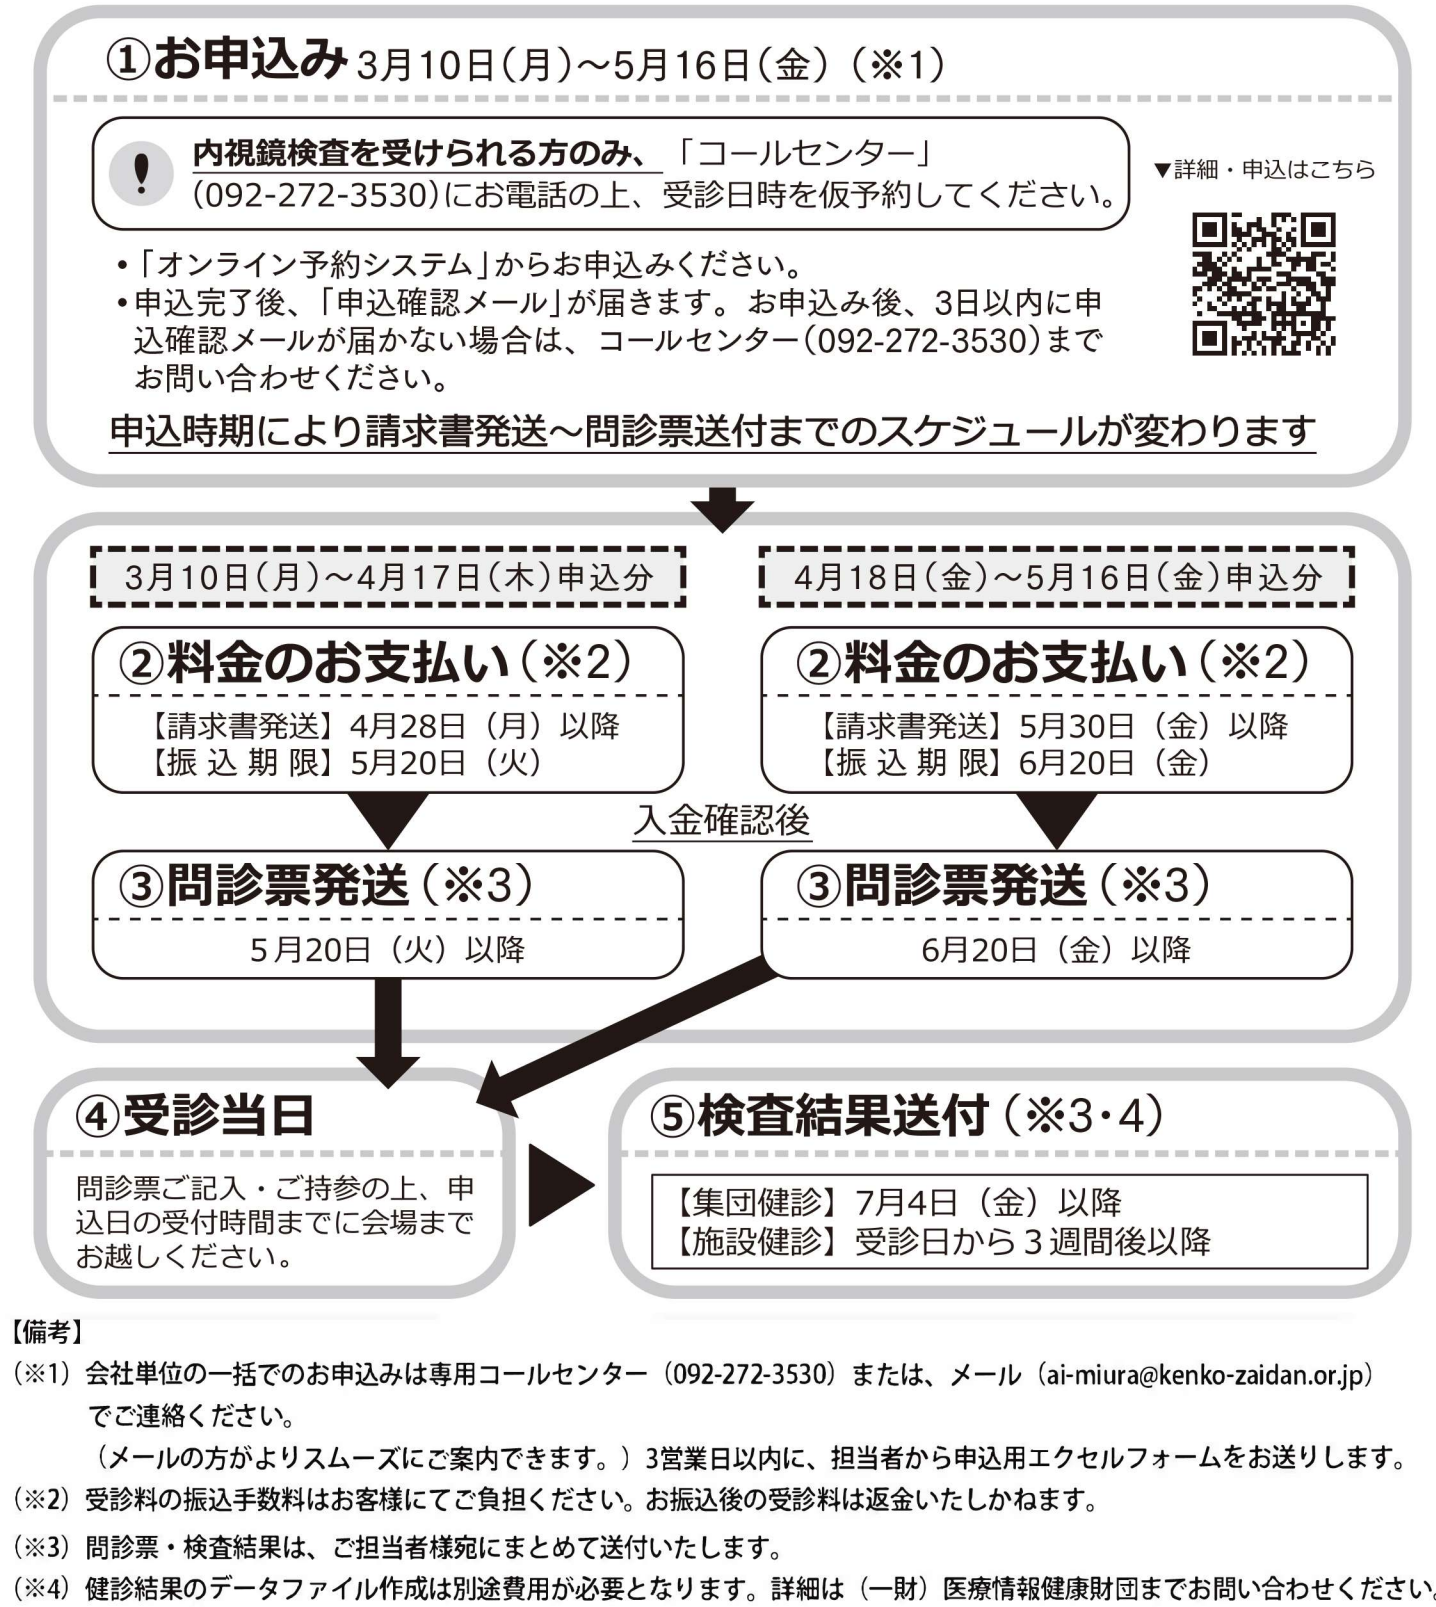 ①お申込み 3月10日(月)～5月16日(金)(※1)
内視鏡検査を受けられる方のみ、「コールセンター」
(092-272-3530)にお電話の上、受診日時を仮予約してください。
▼詳細・申込はこちら
•「オンライン予約システム」からお申込みください。
•申込完了後、「申込確認メール」が届きます。お申込み後、3日以内に申
込確認メールが届かない場合は、コールセンター(092-272-3530)まで
お問い合わせください。
申込時期により請求書発送～問診票送付までのスケジュールが変わります
3月10日(月)～4月17日(木)申込分
②料金のお支払い(※2)
【請求書発送】4月28日（月）以降
【振込期限】5月20日（火）
4月18日(金)～5月16日(金)申込分
②料金のお支払い(※2)
【請求書発送】5月30日（金）以降
【振込期限】6月20日（金）
入金確認後
③問診票発送(※3)
5月20日（火）以降
③問診票発送(※3)
6月20日（金）以降
④受診当日
問診票ご記入・ご持参の上、申
込日の受付時間までに会場まで
お越しください。
⑤検査結果送付(※3・4)
【集団健診】7月4日（金）以降
【施設健診】受診日から３週間後以降
【備考】
（※1）会社単位の一括でのお申込みは専用コールセンター（092-272-3530）または、メール（ai-miura@kenko-zaidan.or.jp）
でご連絡ください。
（メールの方がよりスムーズにご案内できます。）3営業日以内に、担当者から申込用エクセルフォームをお送りします。
（※2）受診料の振込手数料はお客様にてご負担ください。お振込後の受診料は返金いたしかねます。
（※3）問診票・検査結果は、ご担当者様宛にまとめて送付いたします。
（※4）健診結果のデータファイル作成は別途費用が必要となります。詳細は（一財）医療情報健康財団までお問い合わせください。